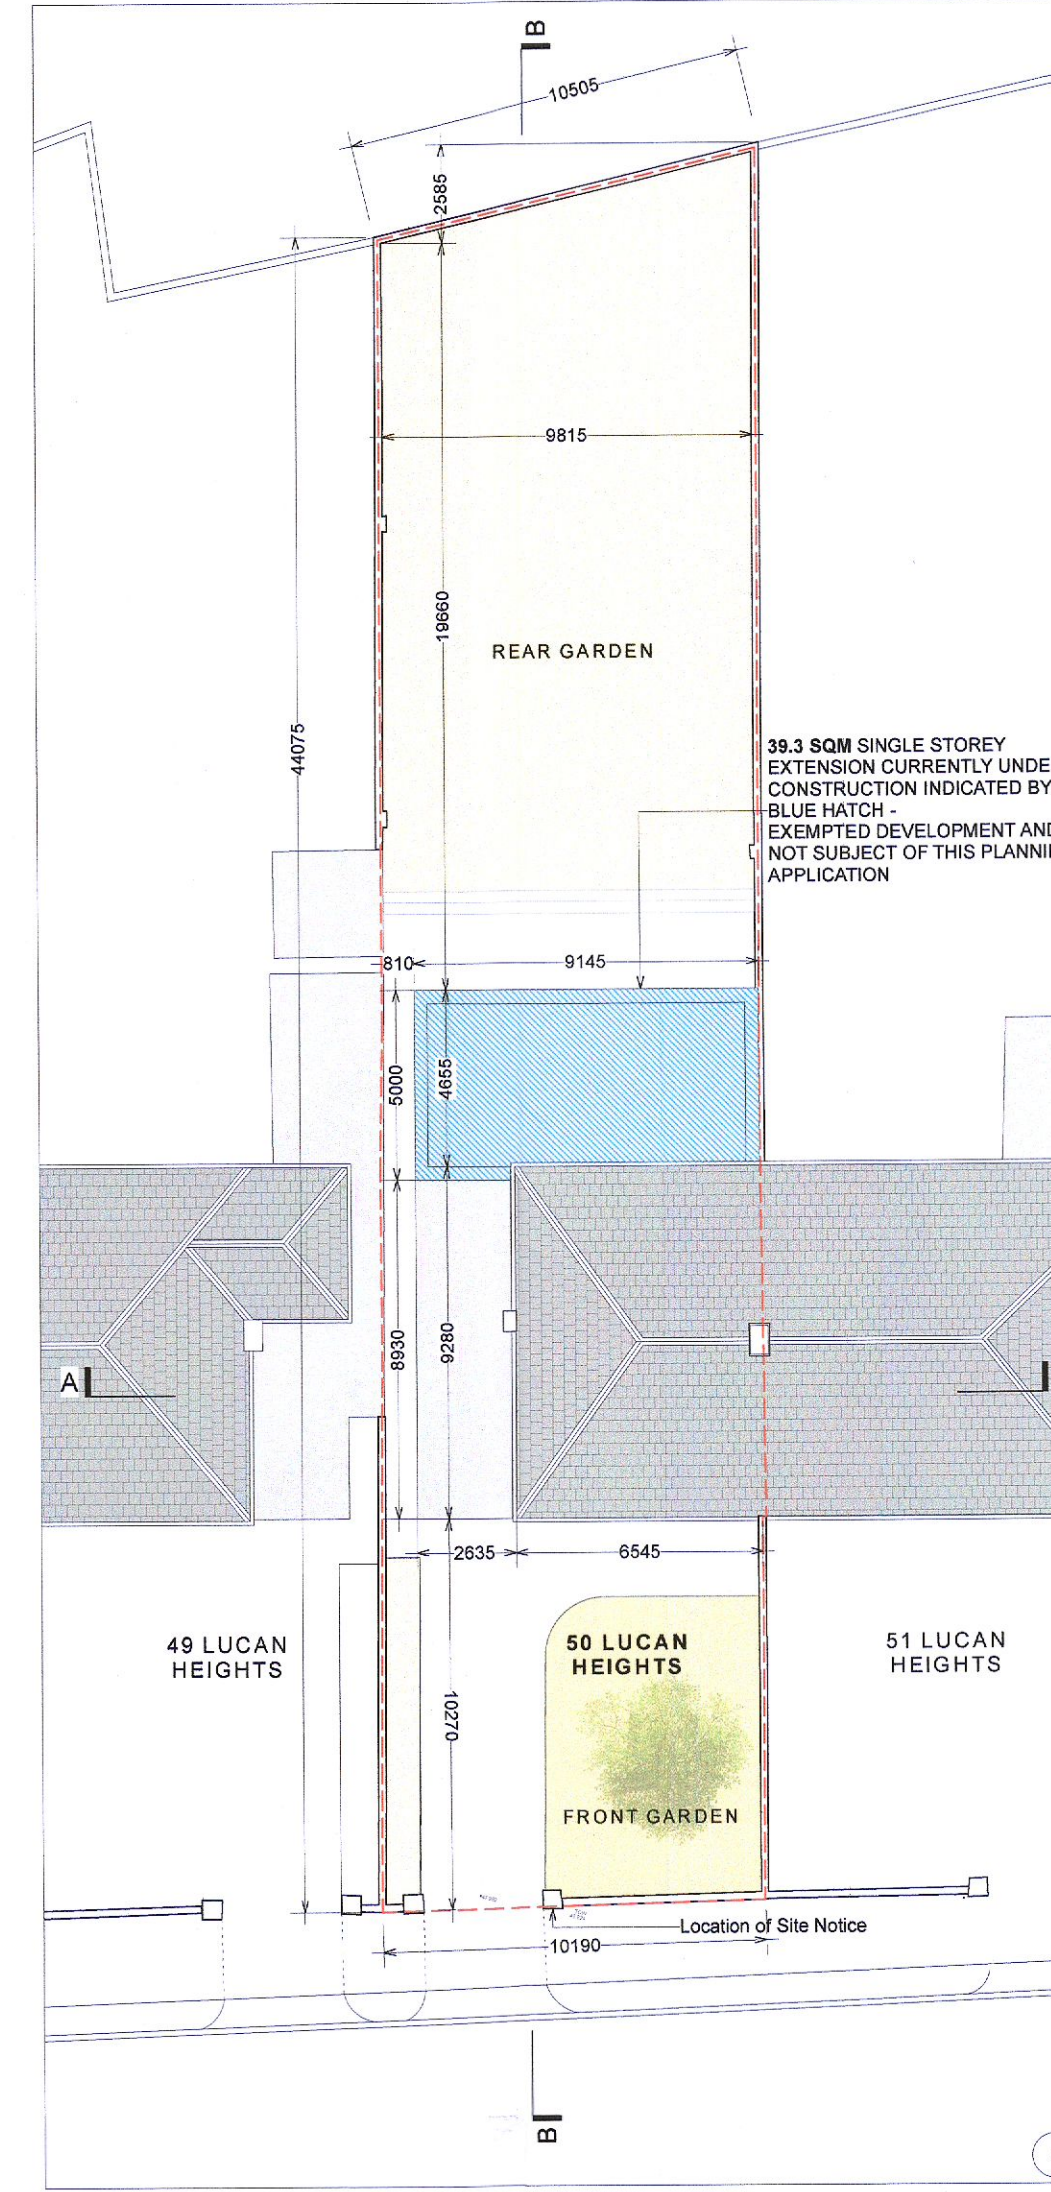 B
10505
2585
9815
19660
REAR GARDEN
44075
39.3 SQM SINGLE STOREY
EXTENSION CURRENTLY UNDE
CONSTRUCTION INDICATED BY
BLUE HATCH -
EXEMPTED DEVELOPMENT AND
NOT SUBJECT OF THIS PLANNI
APPLICATION
810
9145
5000
4655
8930
9280
A
2635
6545
49 LUCAN
HEIGHTS
50 LUCAN
HEIGHTS
51 LUCAN
HEIGHTS
10270
FRONT GARDEN
Location of Site Notice
10190
B